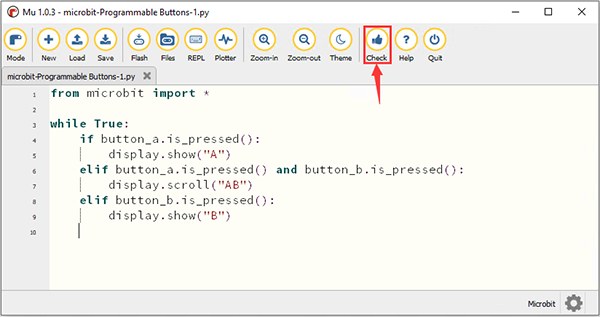 Mu 1.0.3 - microbit-Programmable Buttons-1.py
Mode New Load Save Flash Files REPL Plotter Zoom-in Zoom-out Theme Check Help Quit
microbit-Programmable Buttons-1.py
1 from microbit import *
2
3 while True:
4     if button_a.is_pressed():
5         display.show("A")
6     elif button_a.is_pressed() and button_b.is_pressed():
7         display.scroll("AB")
8     elif button_b.is_pressed():
9         display.show("B")
10
Microbit